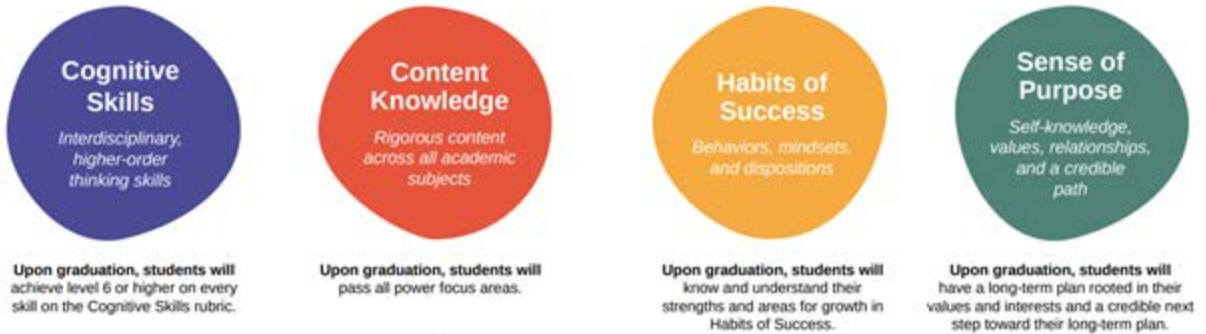 Cognitive
Skills
Interdisciplinary,
higher-order
thinking skills
Upon graduation, students will
achieve level 6 or higher on every
skill on the Cognitive Skills rubric.
Content
Knowledge
Rigorous content
across all academic
subjects
Upon graduation, students will
pass all power focus areas.
Habits of
Success
Behaviors, mindsets,
and dispositions
Upon graduation, students will
know and understand their
strengths and areas for growth in
Habits of Success.
Sense of
Purpose
Self-knowledge,
values, relationships,
and a credible
path
Upon graduation, students will
have a long-term plan rooted in their
values and interests and a credible next
step toward their long-term plan.